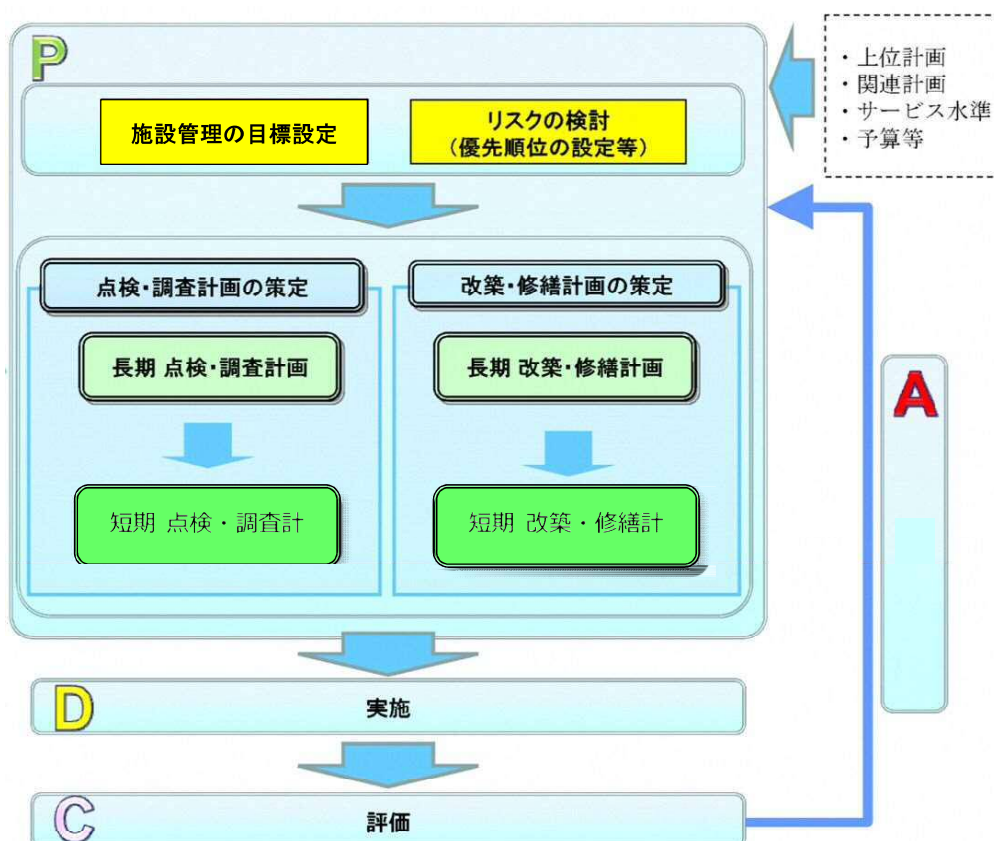 P
施設管理の目標設定
リスクの検討
(優先順位の設定等)
・上位計画
・関連計画
・サービス水準
・予算等
点検・調査計画の策定
長期 点検・調査計画
短期 点検・調査計
改築・修繕計画の策定
長期 改築・修繕計画
短期 改築・修繕計
A
D
実施
C
評価